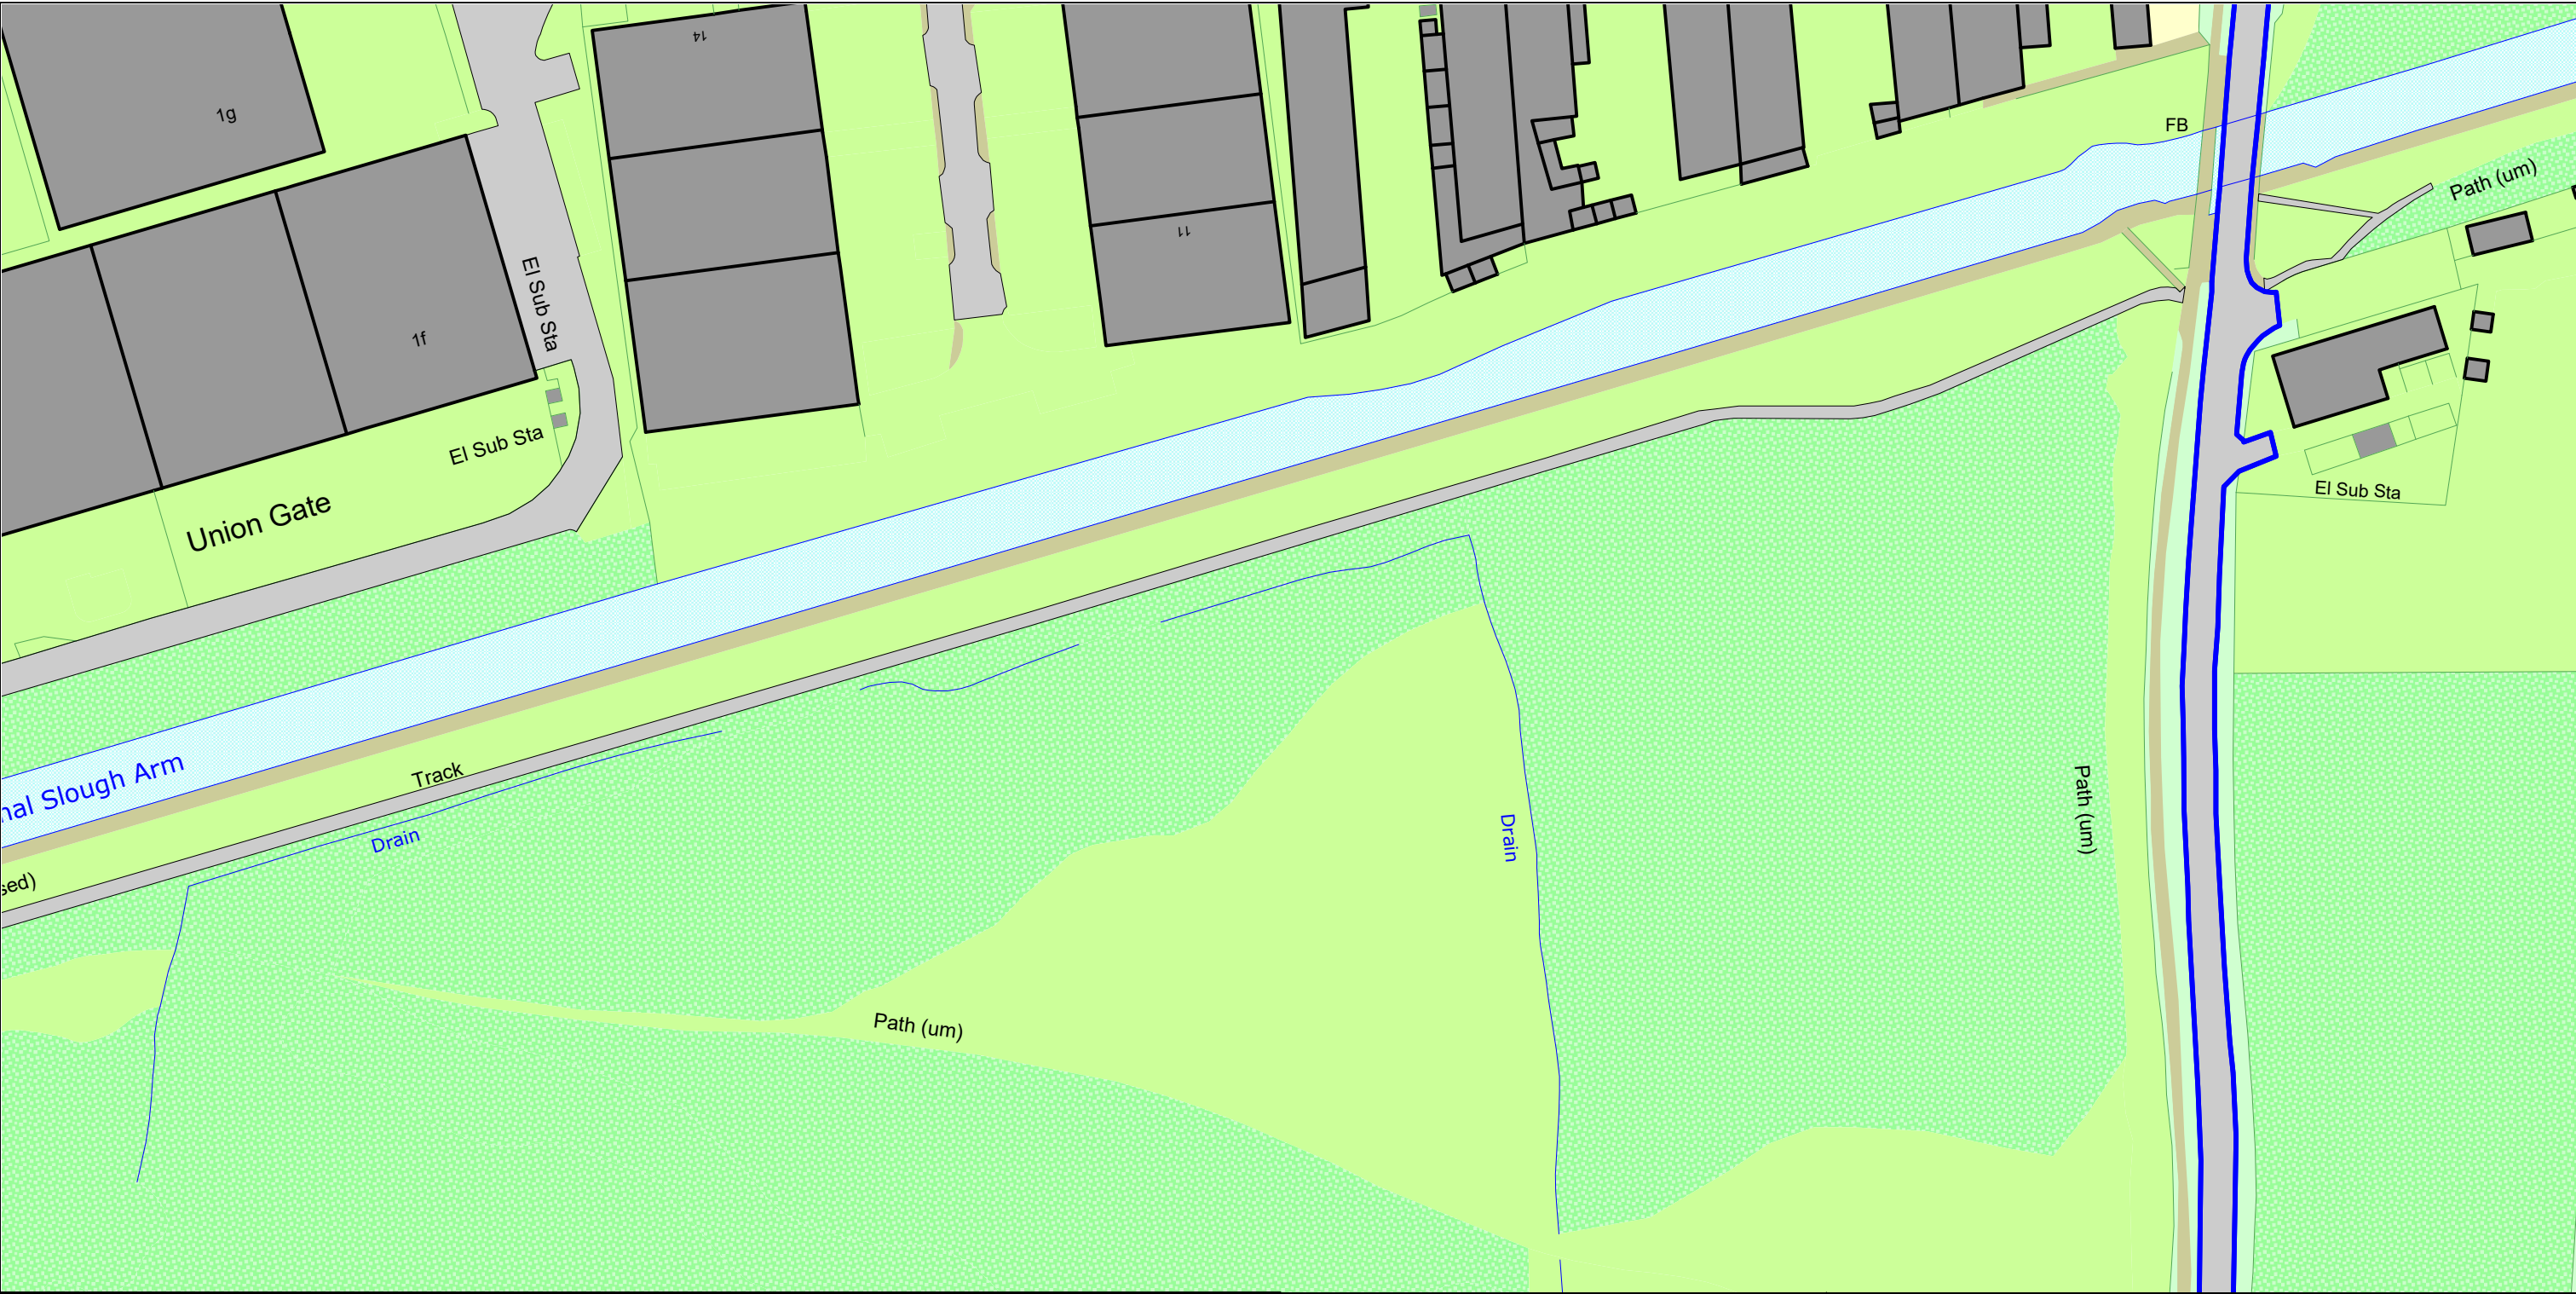 14
1g
FB
Path (um)
11
El Sub Sta
1f
El Sub Sta
El Sub Sta
Union Gate
nal Slough Arm
Track
Drain
Drain
Path (um)
sed)
Path (um)